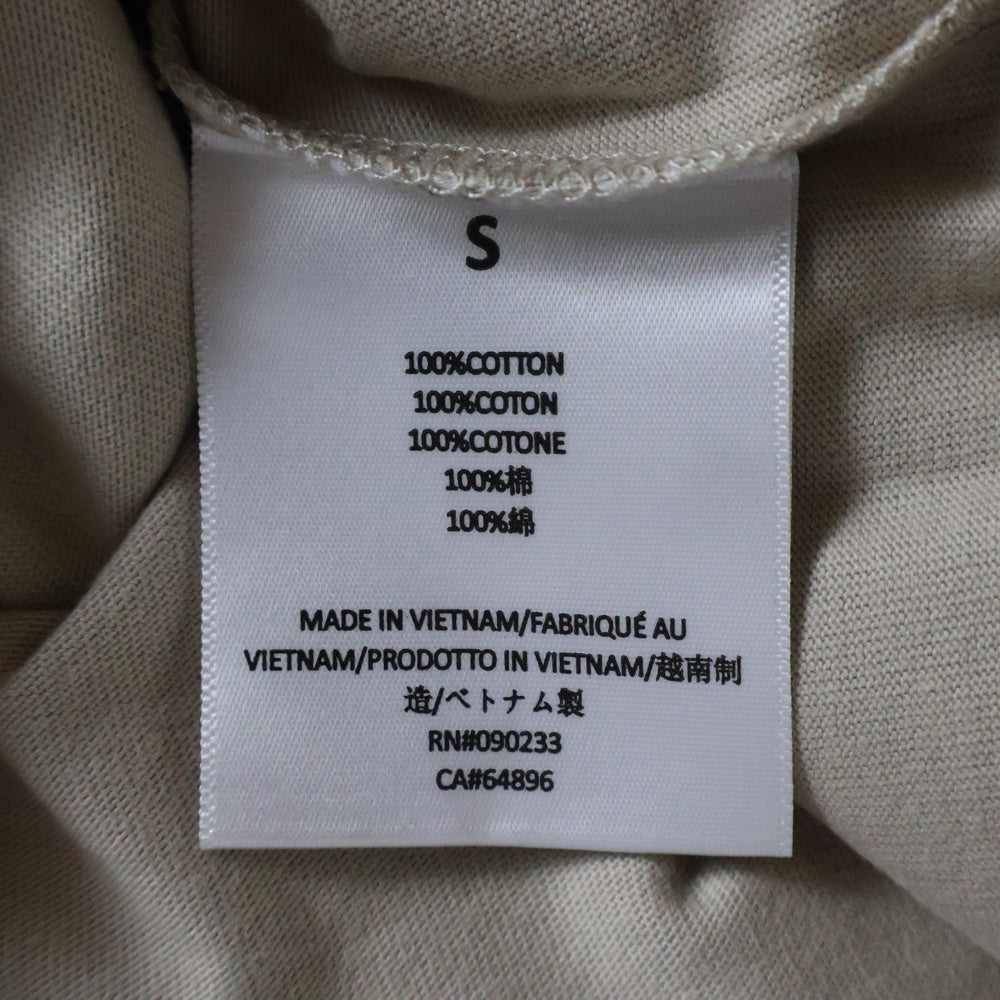 S
100%COTTON
100%COTON
100%COTONE
100%棉
100%綿
MADE IN VIETNAM/FABRIQUÉ AU
VIETNAM/PRODOTTO IN VIETNAM/越南制
造/ベトナム製
RN#090233
CA#64896